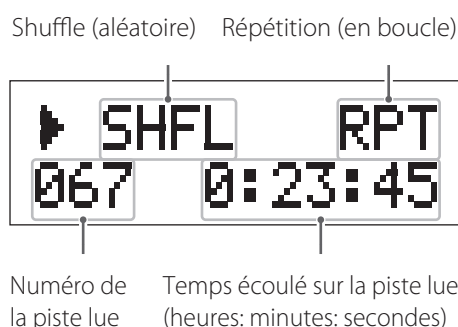 Shuffle (aléatoire) Répétition (en boucle)
SHFL RPT
067 0:23:45
Numéro de Temps écoulé sur la piste lue
la piste lue (heures: minutes: secondes)